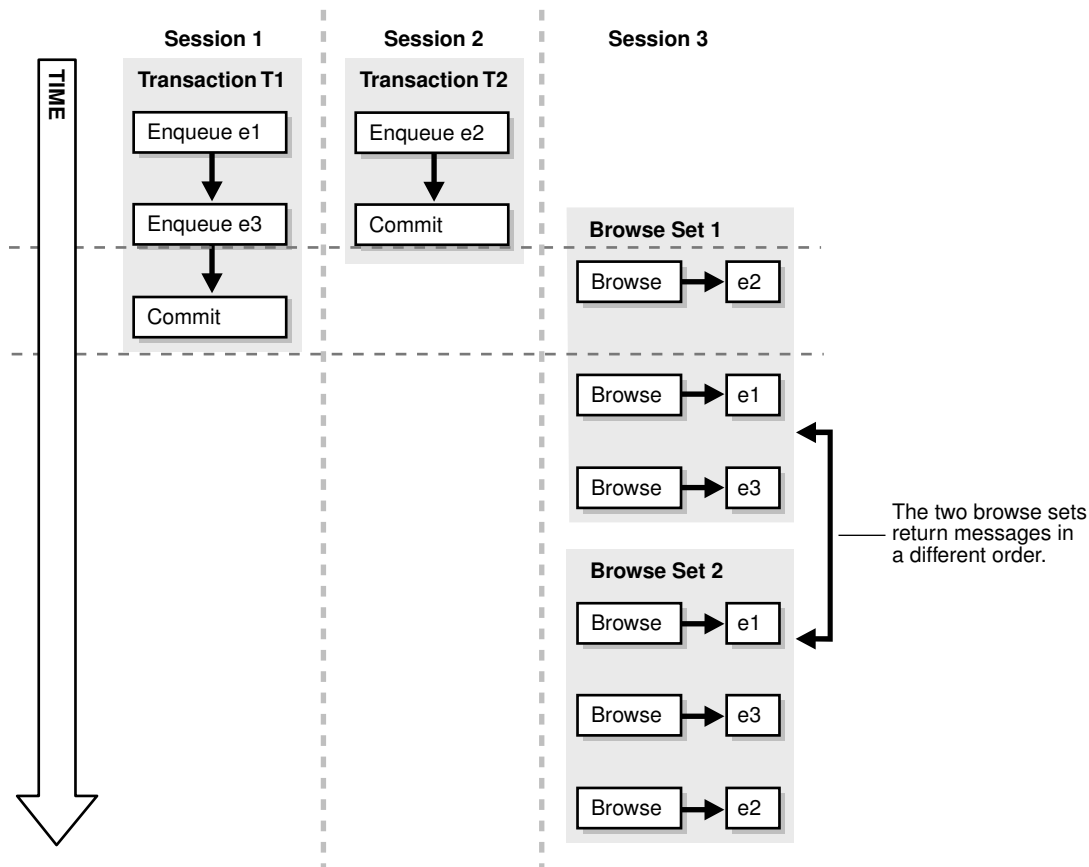 Session 1
Session 2
Session 3
TIME
Transaction T1
Transaction T2
Enqueue e1
Enqueue e2
Enqueue e3
Commit
Browse Set 1
Browse
e2
Commit
Browse
e1
Browse
e3
The two browse sets
return messages in
a different order.
Browse Set 2
Browse
e1
Browse
e3
Browse
e2